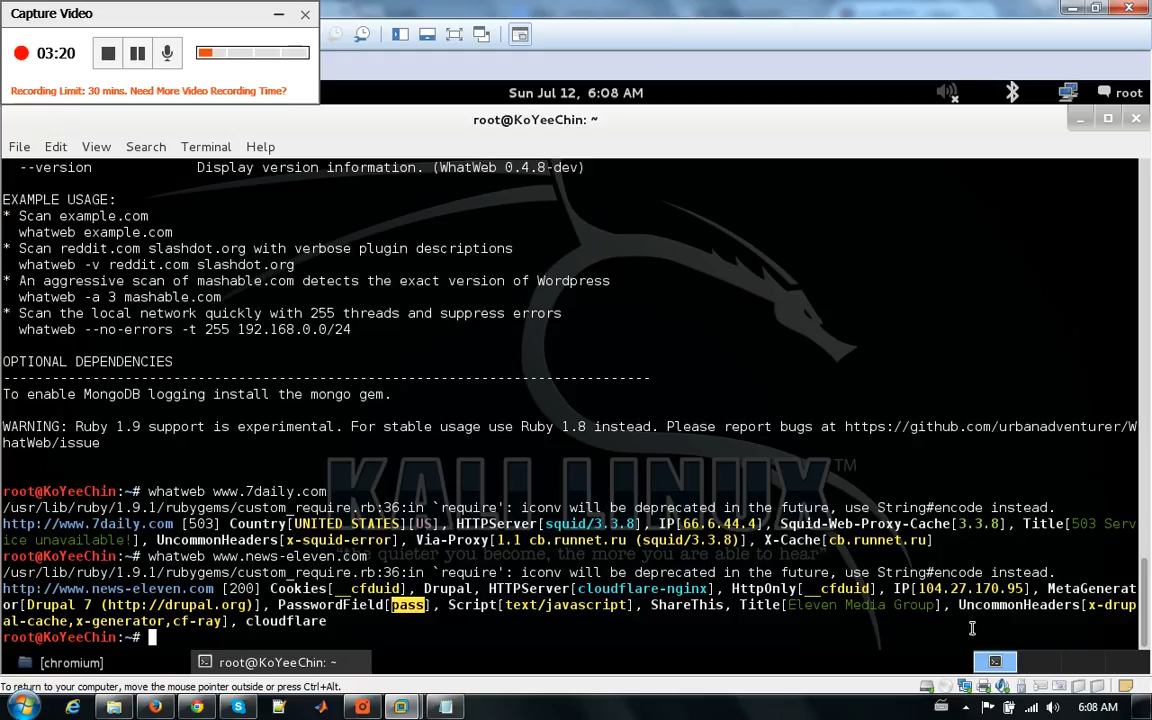 Capture Video
03:20
Recording Limit: 30 mins. Need More Video Recording Time?
Sun Jul 12, 6:08 AM
root
root@KoYeeChin: ~
File Edit View Search Terminal Help
--version Display version information. (WhatWeb 0.4.8-dev)
EXAMPLE USAGE:
* Scan example.com
whatweb example.com
* Scan reddit.com slashdot.org with verbose plugin descriptions
whatweb -v reddit.com slashdot.org
* An aggressive scan of mashable.com detects the exact version of Wordpress
whatweb -a 3 mashable.com
* Scan the local network quickly with 255 threads and suppress errors
whatweb --no-errors -t 255 192.168.0.0/24
OPTIONAL DEPENDENCIES
--------------------------------------------------------------------------------
To enable MongoDB logging install the mongo gem.
WARNING: Ruby 1.9 support is experimental. For stable usage use Ruby 1.8 instead. Please report bugs at https://github.com/urbanadventurer/W
hatWeb/issue
KALI LINUX™
"the quieter you become, the more you are able to hear"
root@KoYeeChin:~# whatweb www.7daily.com
/usr/lib/ruby/1.9.1/rubygems/custom_require.rb:36:in `require': iconv will be deprecated in the future, use String#encode instead.
http://www.7daily.com [503] Country[UNITED STATES][US], HTTPServer[squid/3.3.8], IP[66.6.44.4], Squid-Web-Proxy-Cache[3.3.8], Title[503 Serv
ice unavailable!], UncommonHeaders[x-squid-error], Via-Proxy[1.1 cb.runnet.ru (squid/3.3.8)], X-Cache[cb.runnet.ru]
root@KoYeeChin:~# whatweb www.news-eleven.com
/usr/lib/ruby/1.9.1/rubygems/custom_require.rb:36:in `require': iconv will be deprecated in the future, use String#encode instead.
http://www.news-eleven.com [200] Cookies[__cfduid], Drupal, HTTPServer[cloudflare-nginx], HttpOnly[__cfduid], IP[104.27.170.95], MetaGenerat
or[Drupal 7 (http://drupal.org)], PasswordField[pass], Script[text/javascript], ShareThis, Title[Eleven Media Group], UncommonHeaders[x-drup
al-cache,x-generator,cf-ray], cloudflare
root@KoYeeChin:~#
[chromium]
root@KoYeeChin: ~
To return to your computer, move the mouse pointer outside or press Ctrl+Alt.
6:08 AM